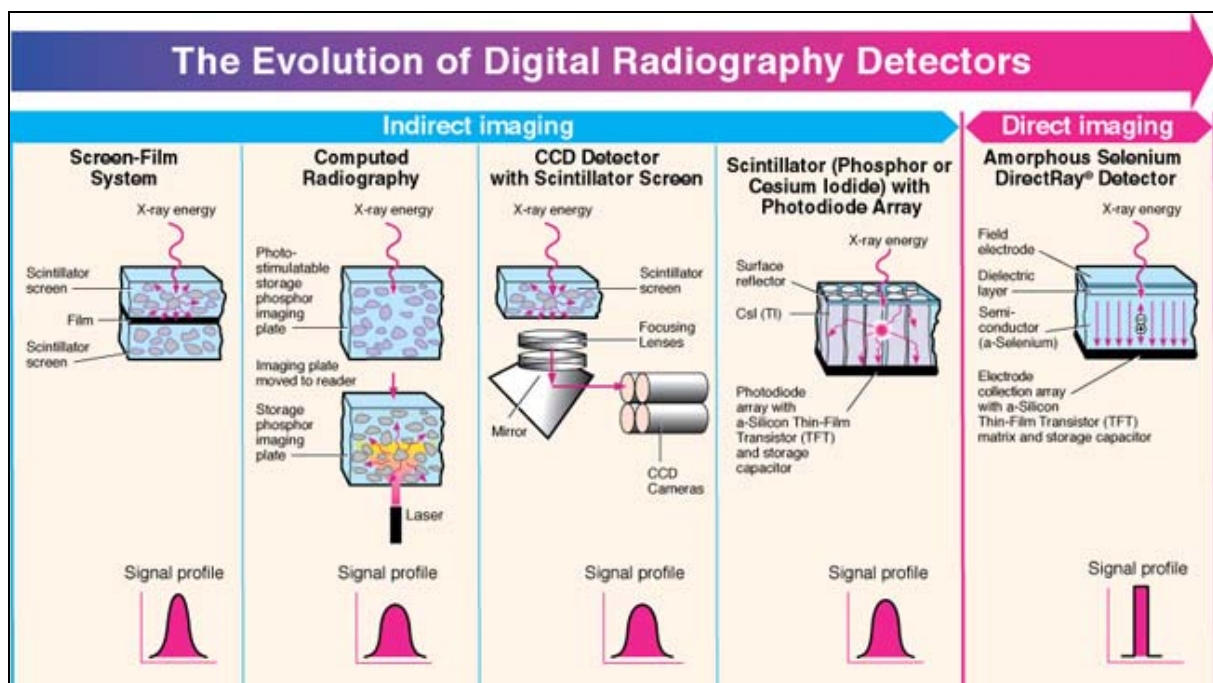 The Evolution of Digital Radiography Detectors
Indirect imaging
Direct imaging
Screen-Film
System
X-ray energy
Scintillator
screen
Film
Scintillator
screen
Signal profile
Computed
Radiography
X-ray energy
Photo-
stimulatable
storage
phosphor
imaging
plate
Imaging plate
moved to reader
Storage
phosphor
imaging
plate
Laser
Signal profile
CCD Detector
with Scintillator Screen
X-ray energy
Scintillator
screen
Focusing
Lenses
Mirror
CCD
Cameras
Signal profile
Scintillator (Phosphor or
Cesium Iodide) with
Photodiode Array
X-ray energy
Surface
reflector
CsI (Tl)
Photodiode
array with
a-Silicon Thin-Film
Transistor (TFT)
and storage
capacitor
Signal profile
Amorphous Selenium
DirectRay® Detector
X-ray energy
Field
electrode
Dielectric
layer
Semi-
conductor
(a-Selenium)
Electrode
collection array
with a-Silicon
Thin-Film Transistor (TFT)
matrix and storage capacitor
Signal profile